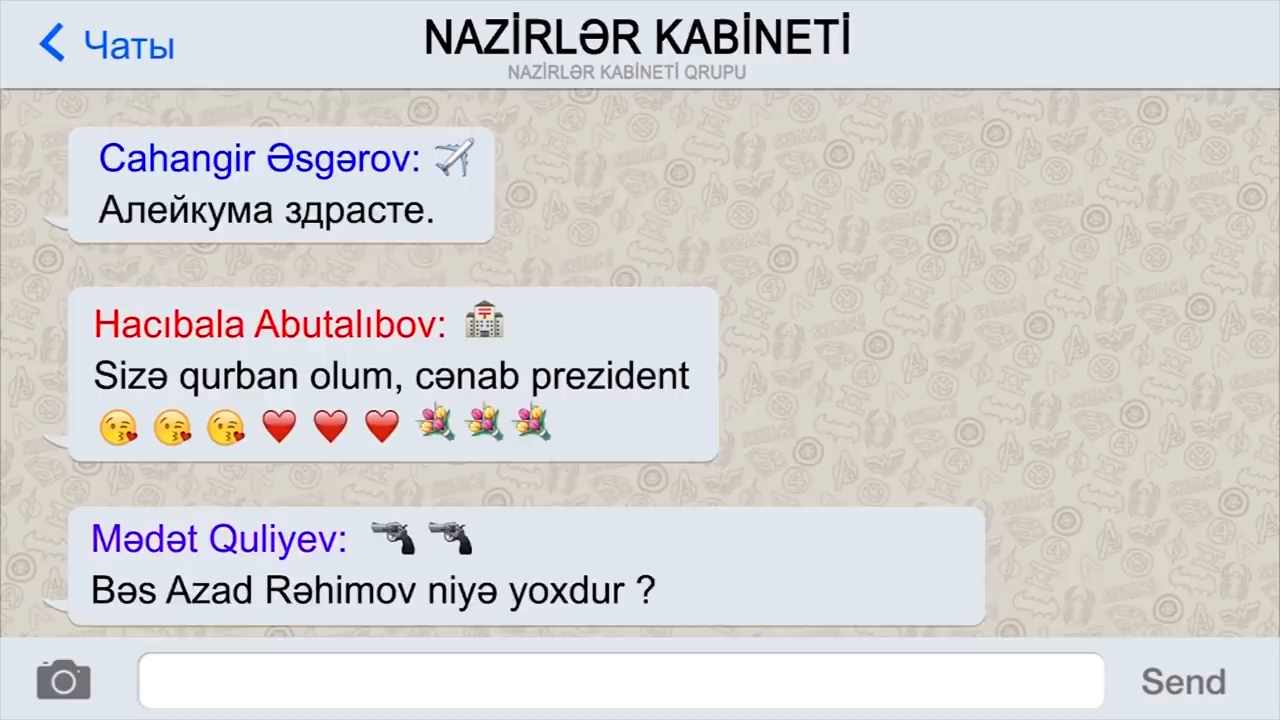 Чаты
NAZİRLƏR KABİNETİ
NAZİRLƏR KABİNETİ QRUPU
Cahangir Əsgərov: ✈️
Алейкума здрасте.
Hacıbala Abutalıbov: 🏣
Sizə qurban olum, cənab prezident
😘 😘 😘 ❤️ ❤️ ❤️ 💐 💐 💐
Mədət Quliyev: 🔫 🔫
Bəs Azad Rəhimov niyə yoxdur ?
Send